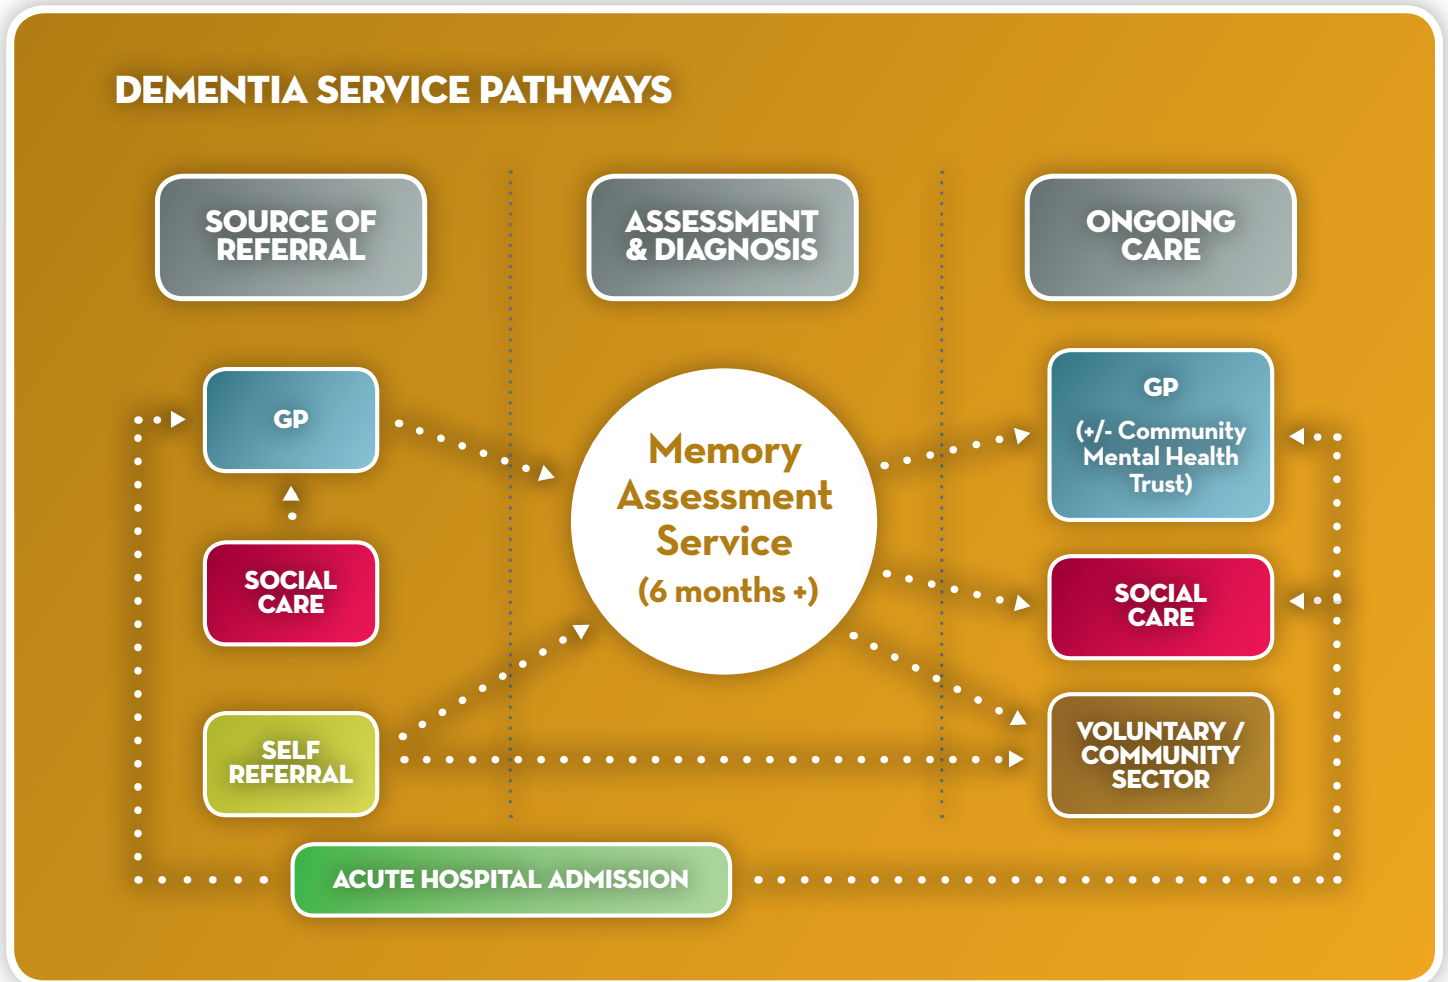 DEMENTIA SERVICE PATHWAYS
SOURCE OF
REFERRAL
ASSESSMENT
& DIAGNOSIS
ONGOING
CARE
GP
SOCIAL
CARE
SELF
REFERRAL
Memory
Assessment
Service
(6 months +)
GP
(+/- Community
Mental Health
Trust)
SOCIAL
CARE
VOLUNTARY /
COMMUNITY
SECTOR
ACUTE HOSPITAL ADMISSION